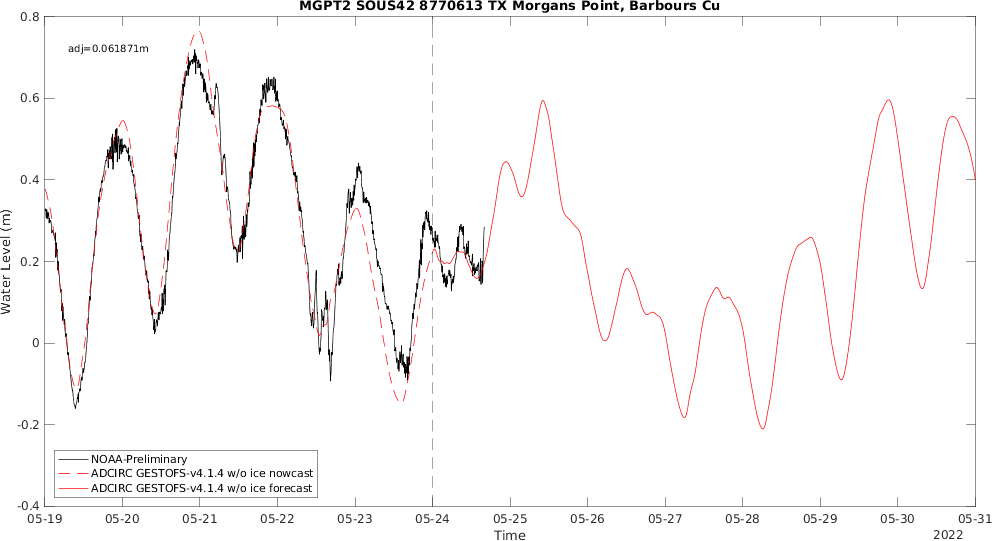 MGPT2 SOUS42 8770613 TX Morgans Point, Barbours Cu
adj=0.061871m
0.8
0.6
0.4
0.2
0
-0.2
-0.4
Water Level (m)
NOAA-Preliminary
ADCIRC GESTOFS-v4.1.4 w/o ice nowcast
ADCIRC GESTOFS-v4.1.4 w/o ice forecast
05-19 05-20 05-21 05-22 05-23 05-24 05-25 05-26 05-27 05-28 05-29 05-30 05-31
Time
2022